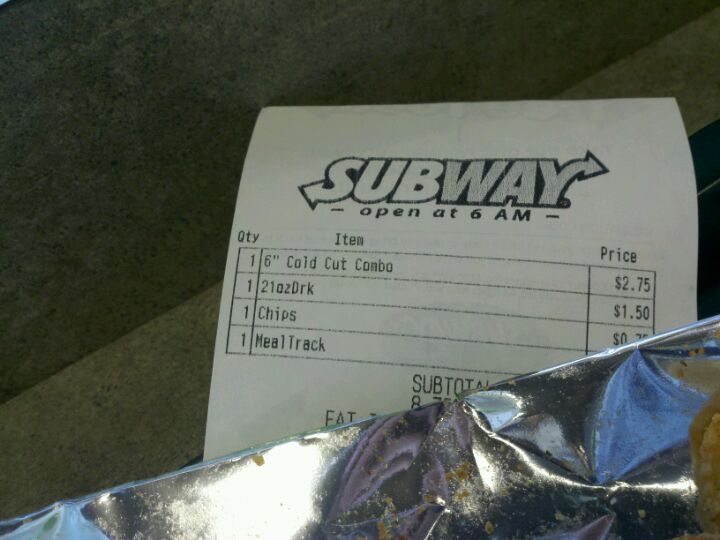 SUBWAY
- open at 6 AM -
Qty Item Price
1 6" Cold Cut Combo $2.75
1 21ozDrk $1.50
1 Chips
1 MealTrack
SUBTOTAL
EAT